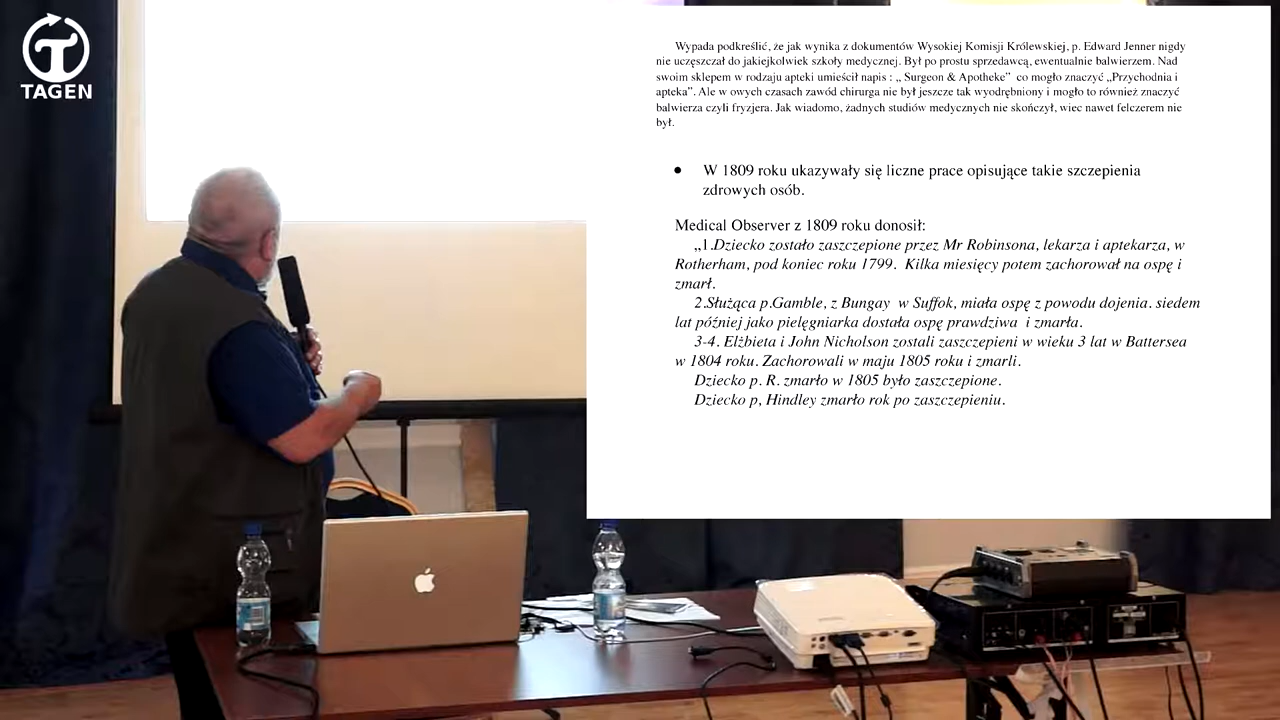 TAGEN
Wypada podkreślić, że jak wynika z dokumentów Wysokiej Komisji Królewskiej, p. Edward Jenner nigdy
nie uczęszczał do jakiejkolwiek szkoły medycznej. Był po prostu sprzedawcą, ewentualnie balwierzem. Nad
swoim sklepem w rodzaju apteki umieścił napis : „ Surgeon & Apotheke” co mogło znaczyć „Przychodnia i
apteka”. Ale w owych czasach zawód chirurga nie był jeszcze tak wyodrębniony i mogło to również znaczyć
balwierza czyli fryzjera. Jak wiadomo, żadnych studiów medycznych nie skończył, wiec nawet felczerem nie
był.
• W 1809 roku ukazywały się liczne prace opisujące takie szczepienia
zdrowych osób.
Medical Observer z 1809 roku donosił:
„1.Dziecko zostało zaszczepione przez Mr Robinsona, lekarza i aptekarza, w
Rotherham, pod koniec roku 1799. Kilka miesięcy potem zachorował na ospę i
zmarł.
2.Służąca p.Gamble, z Bungay w Suffok, miała ospę z powodu dojenia. siedem
lat później jako pielęgniarka dostała ospę prawdziwa i zmarła.
3-4. Elżbieta i John Nicholson zostali zaszczepieni w wieku 3 lat w Battersea
w 1804 roku. Zachorowali w maju 1805 roku i zmarli.
Dziecko p. R. zmarło w 1805 było zaszczepione.
Dziecko p, Hindley zmarło rok po zaszczepieniu.